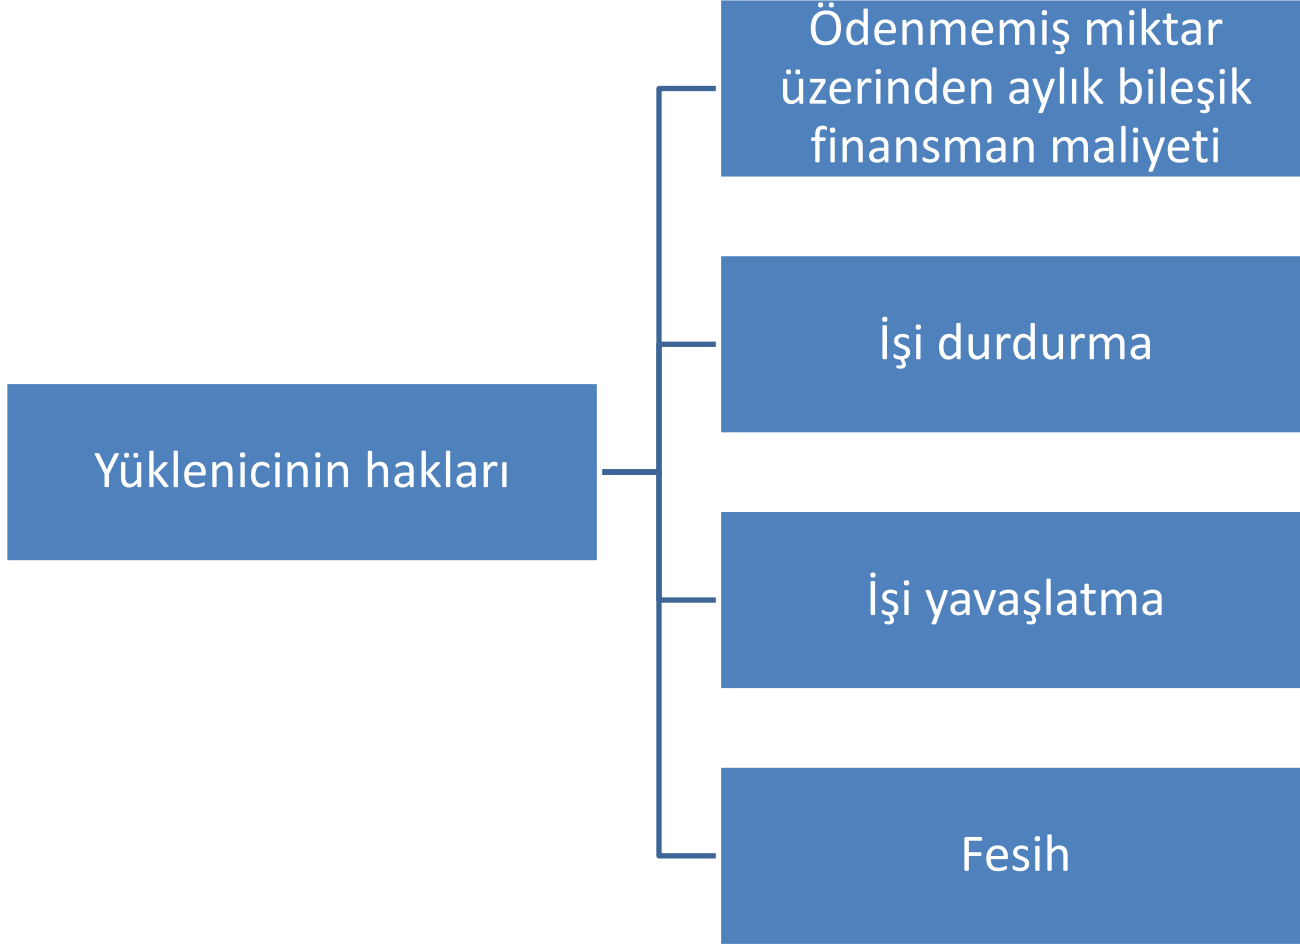 Ödenmemiş miktar
üzerinden aylık bileşik
finansman maliyeti
İşi durdurma
Yüklenicinin hakları
İşi yavaşlatma
Fesih